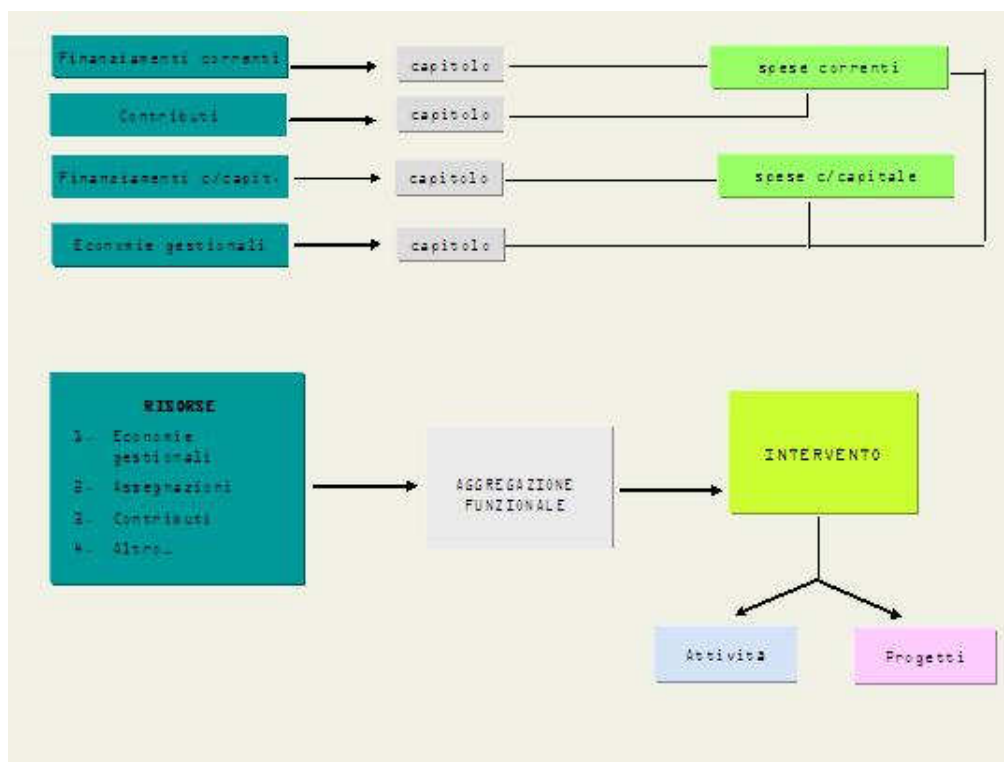 Finanziamenti correnti
capitolo
spese correnti
Contributi
capitolo
Finanziamenti c/capit.
capitolo
spese c/capitale
Economie gestionali
capitolo
RISORSE
1. Economie
gestionali
2. Assegnazioni
3. Contributi
4. Altro…
AGGREGAZIONE
FUNZIONALE
INTERVENTO
Attività
Progetti